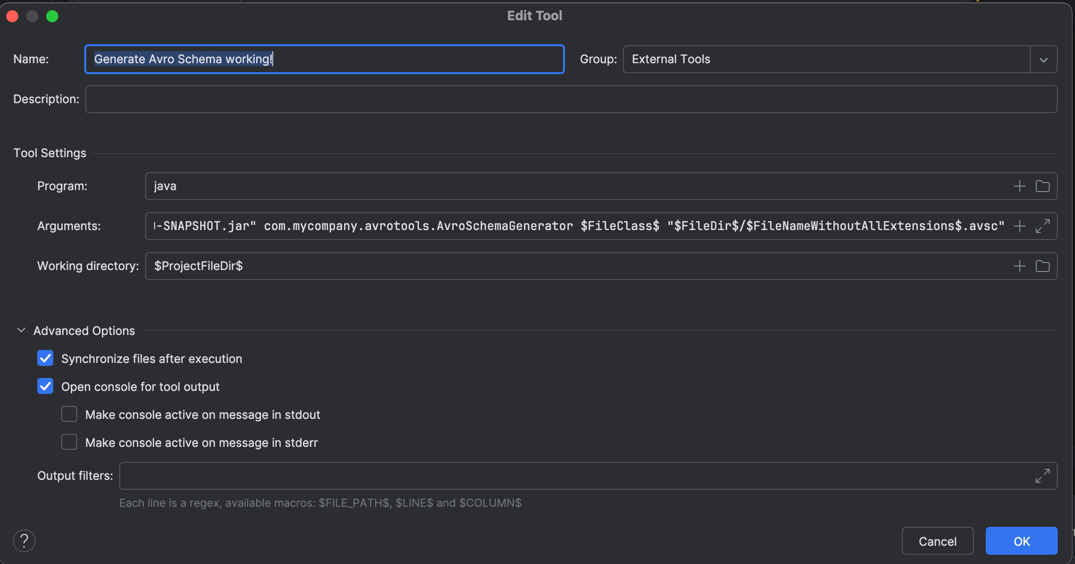 Edit Tool
Name: Generate Avro Schema working! Group: External Tools
Description:
Tool Settings
Program: java
Arguments: -SNAPSHOT.jar" com.mycompany.avrotools.AvroSchemaGenerator $FileClass$ "$FileDir$/$FileNameWithoutAllExtensions$.avsc"
Working directory: $ProjectFileDir$
Advanced Options
Synchronize files after execution
Open console for tool output
Make console active on message in stdout
Make console active on message in stderr
Output filters:
Each line is a regex, available macros: $FILE_PATH$, $LINE$ and $COLUMN$
? Cancel OK